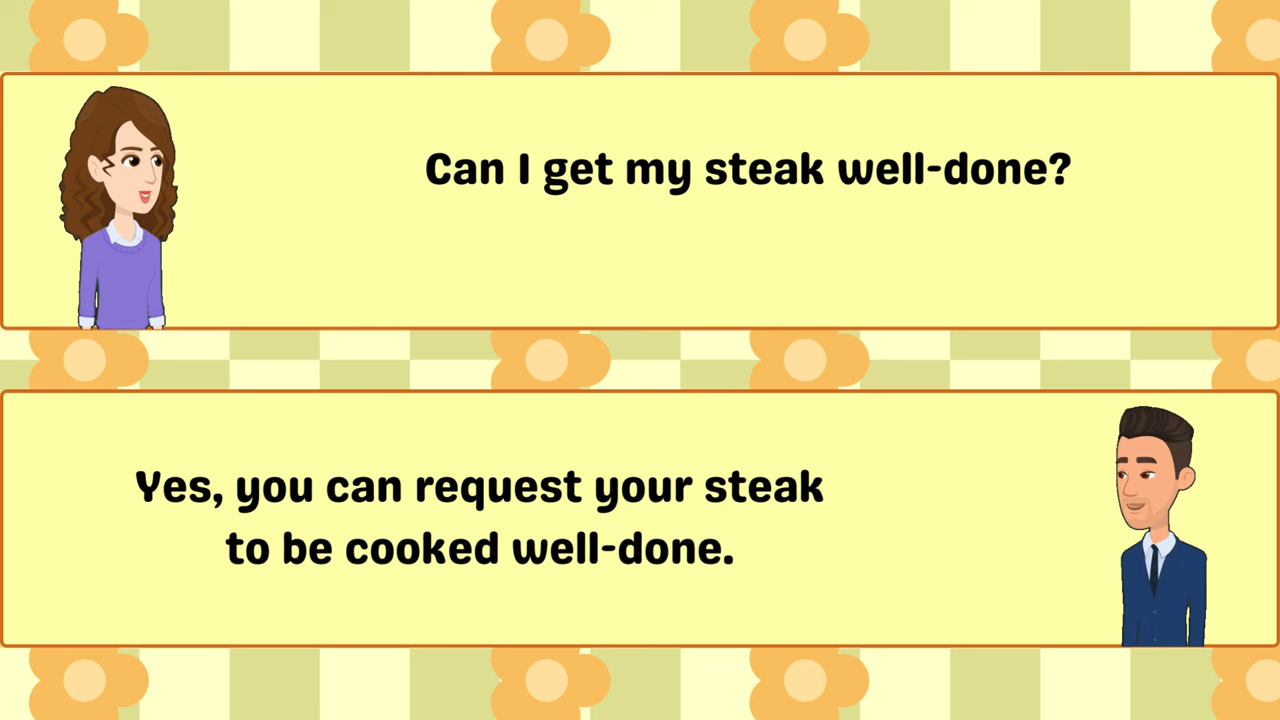 Can I get my steak well-done?
Yes, you can request your steak
to be cooked well-done.